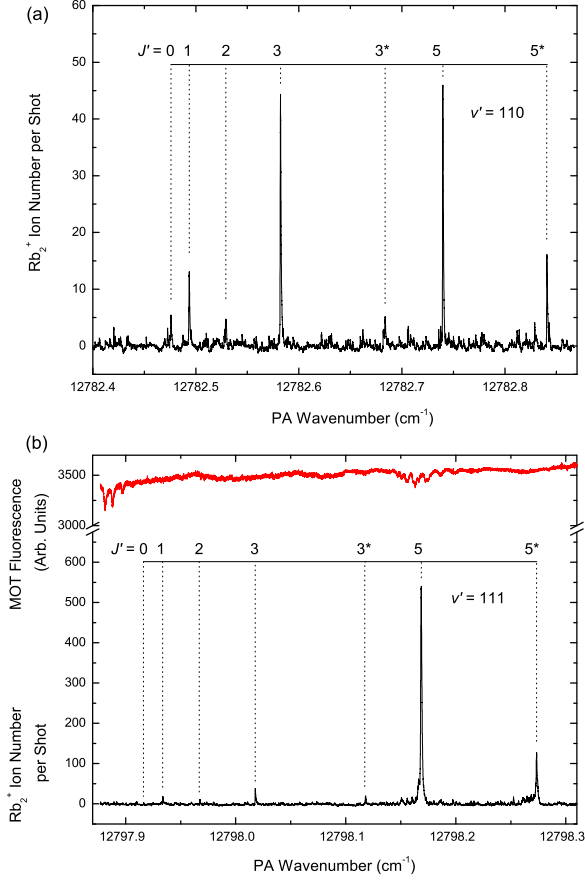 (a)
60
50
40
30
20
10
0
Rb₂⁺ Ion Number per Shot
J' = 0 1 2 3 3* 5 5*
v' = 110
12782.4 12782.5 12782.6 12782.7 12782.8
PA Wavenumber (cm⁻¹)
(b)
3500
3000
MOT Fluorescence
(Arb. Units)
J' = 0 1 2 3 3* 5 5*
v' = 111
600
500
400
300
200
100
0
Rb₂⁺ Ion Number
per Shot
12797.9 12798.0 12798.1 12798.2 12798.3
PA Wavenumber (cm⁻¹)